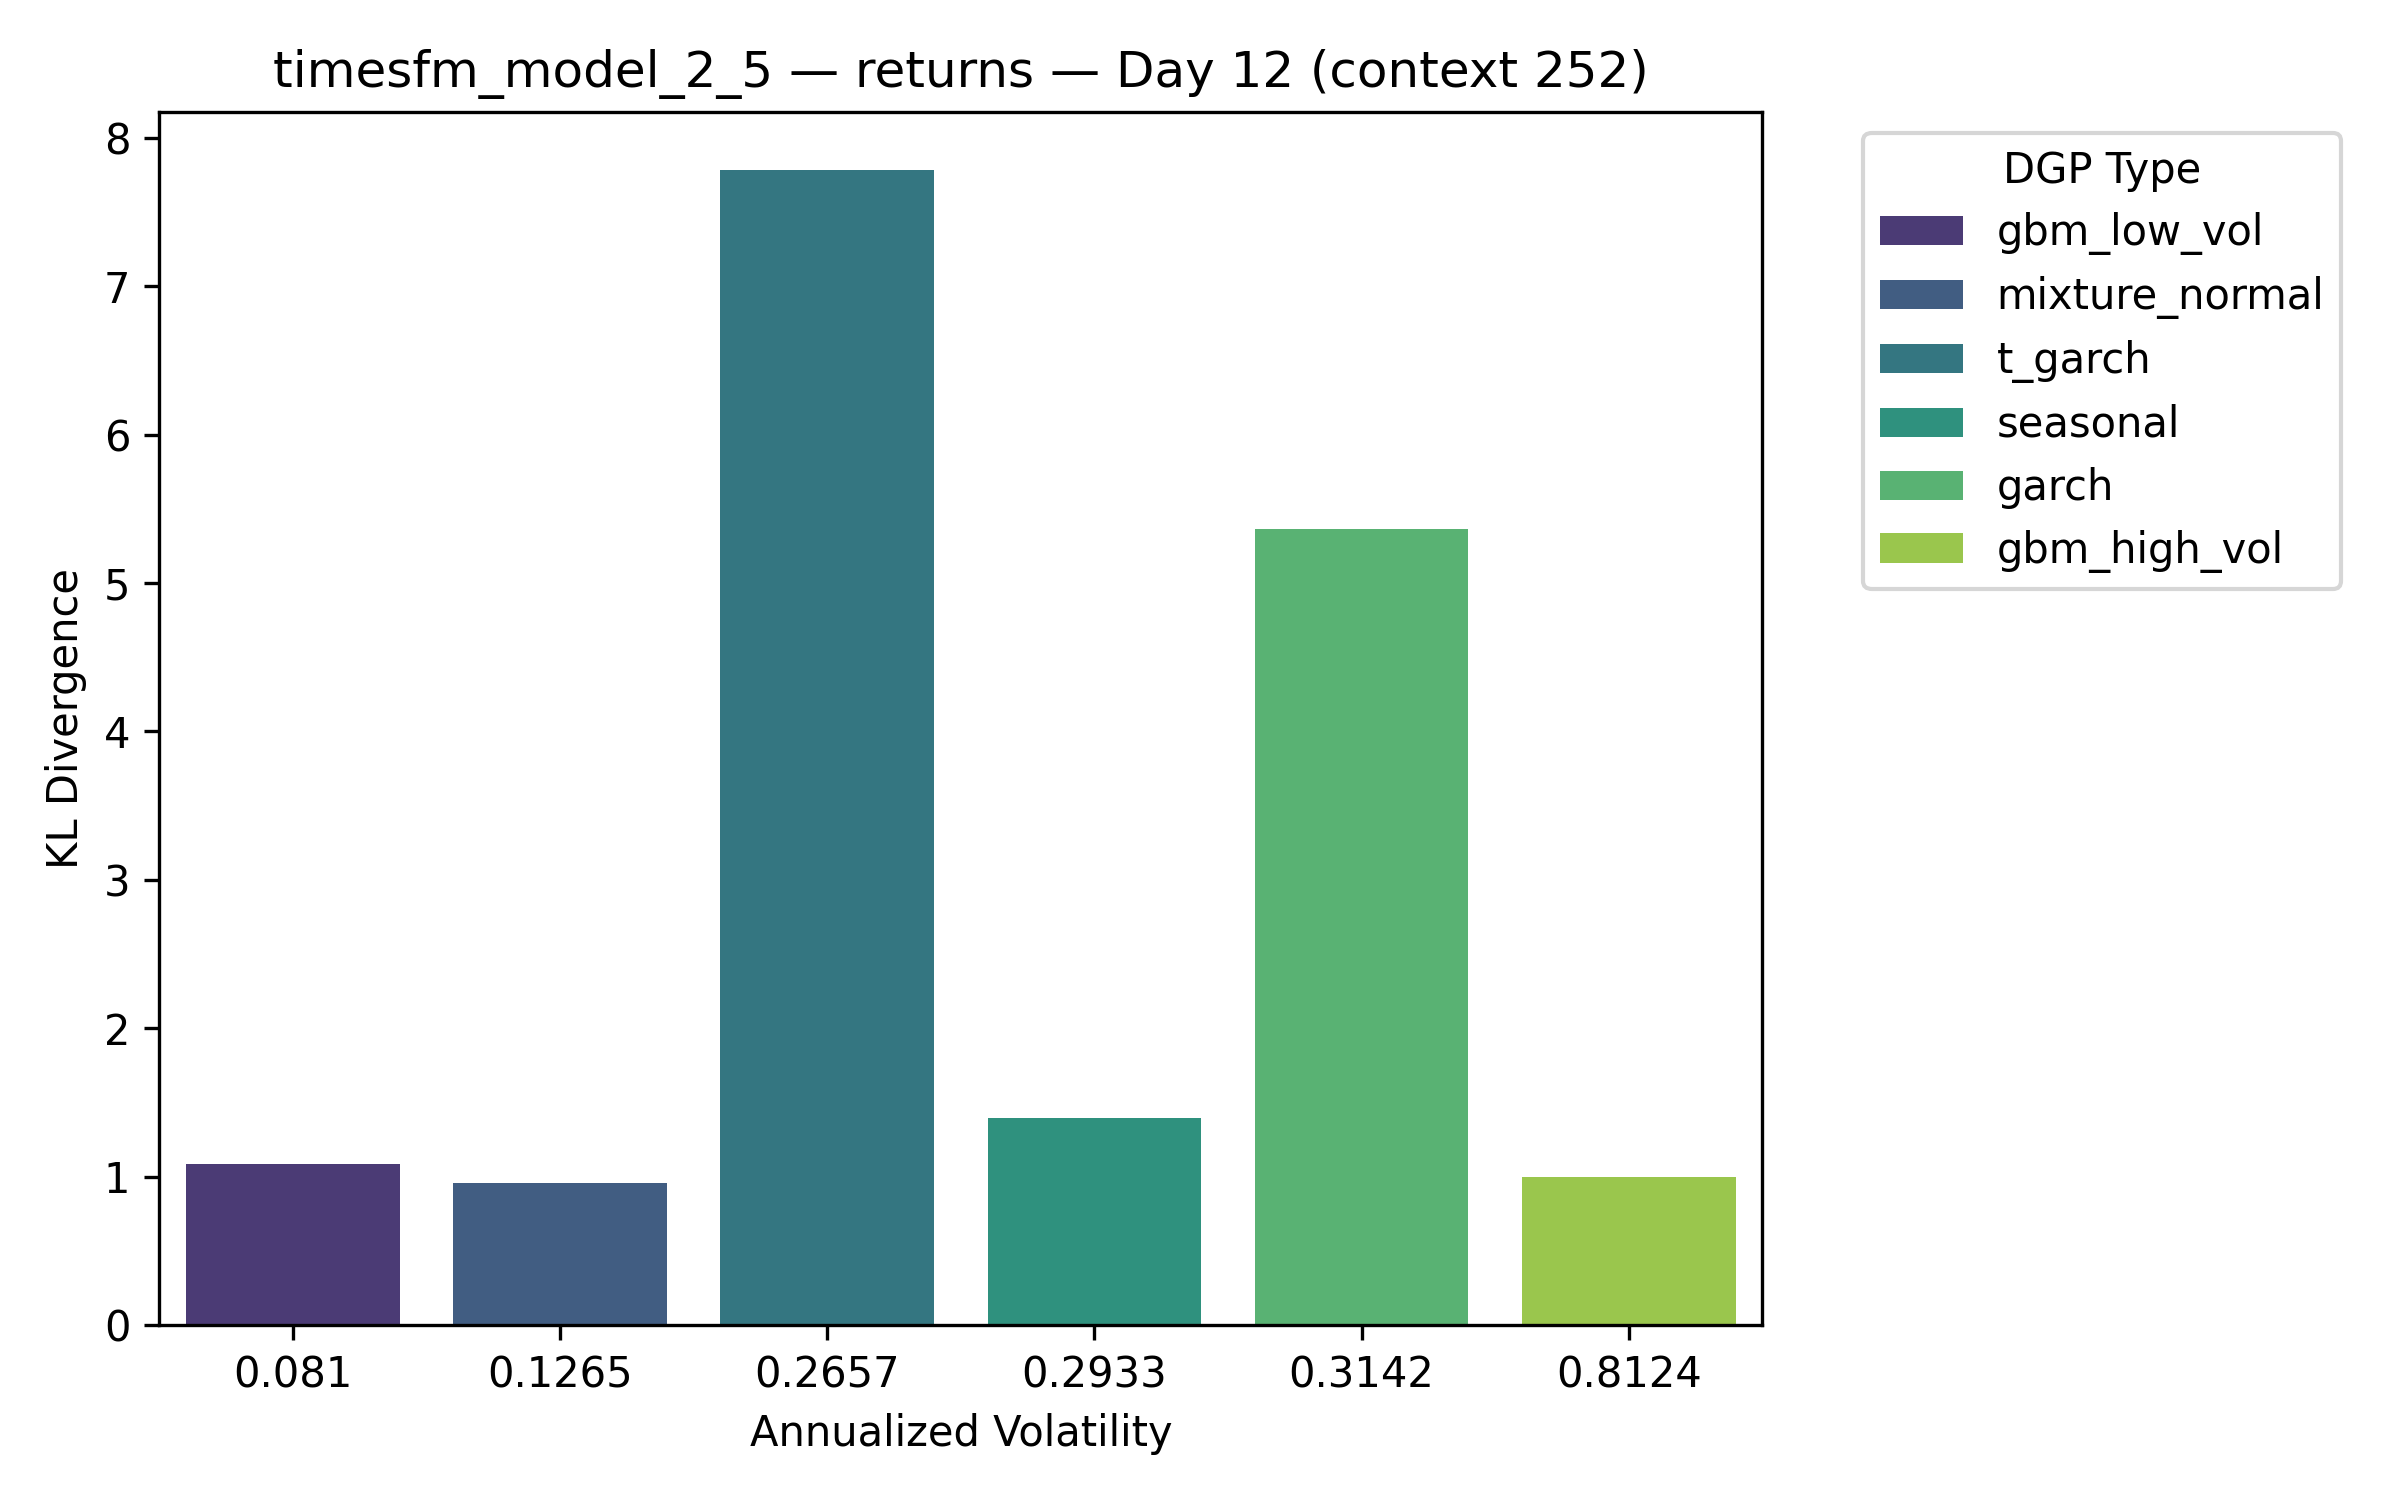 timesfm_model_2_5 — returns — Day 12 (context 252)
8
7
6
5
4
3
2
1
0
KL Divergence
0.081 0.1265 0.2657 0.2933 0.3142 0.8124
Annualized Volatility
DGP Type
gbm_low_vol
mixture_normal
t_garch
seasonal
garch
gbm_high_vol